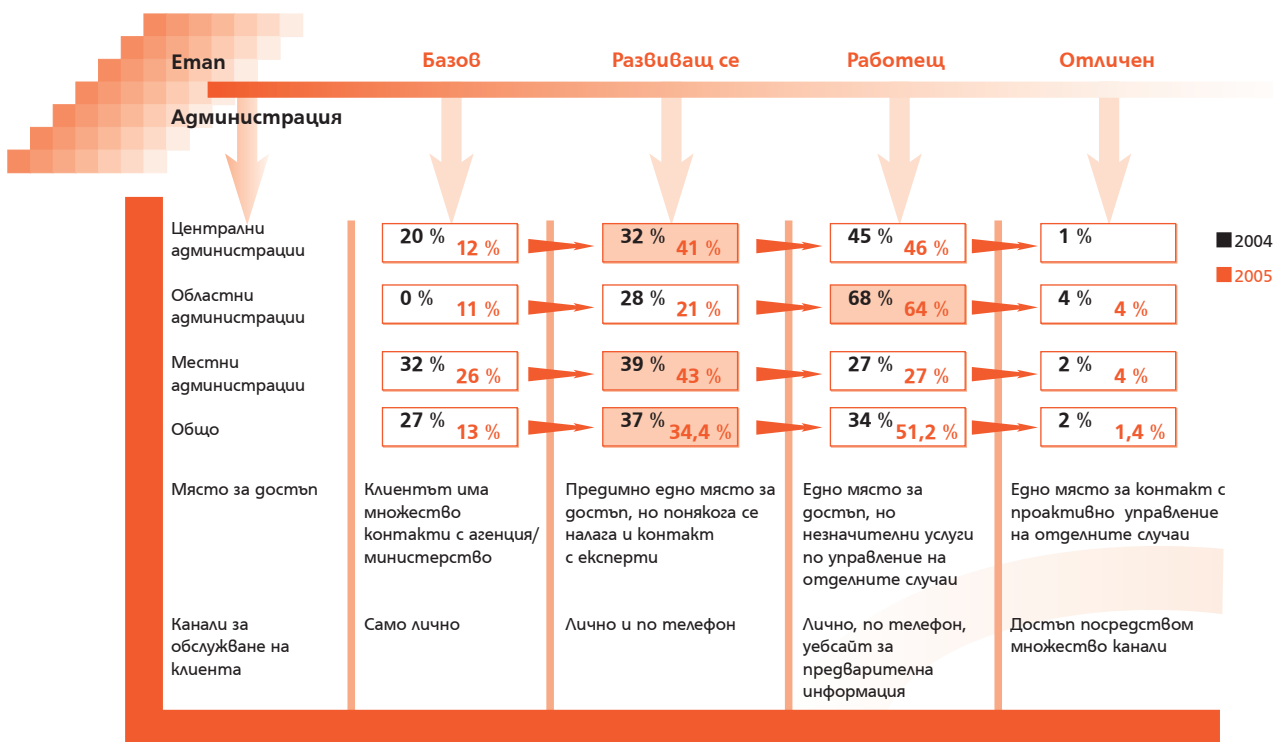 Етап Базов Развиващ се Работещ Отличен
Администрация
Централни
администрации
20 % 12 % 32 % 41 % 45 % 46 % 1 %
2004
2005
Областни
администрации
0 % 11 % 28 % 21 % 68 % 64 % 4 % 4 %
Местни
администрации
32 % 26 % 39 % 43 % 27 % 27 % 2 % 4 %
Общо
27 % 13 % 37 % 34,4 % 34 % 51,2 % 2 % 1,4 %
Място за достъп
Клиентът има
множество
контакти с агенция/
министерство
Предимно едно място за
достъп, но понякога се
налага и контакт
с експерти
Едно място за
достъп, но
незначителни услуги
по управление на
отделните случаи
Едно място за контакт с
проактивно управление
на отделните случаи
Канали за
обслужване на
клиента
Само лично
Лично и по телефон
Лично, по телефон,
уебсайт за
предварителна
информация
Достъп посредством
множество канали